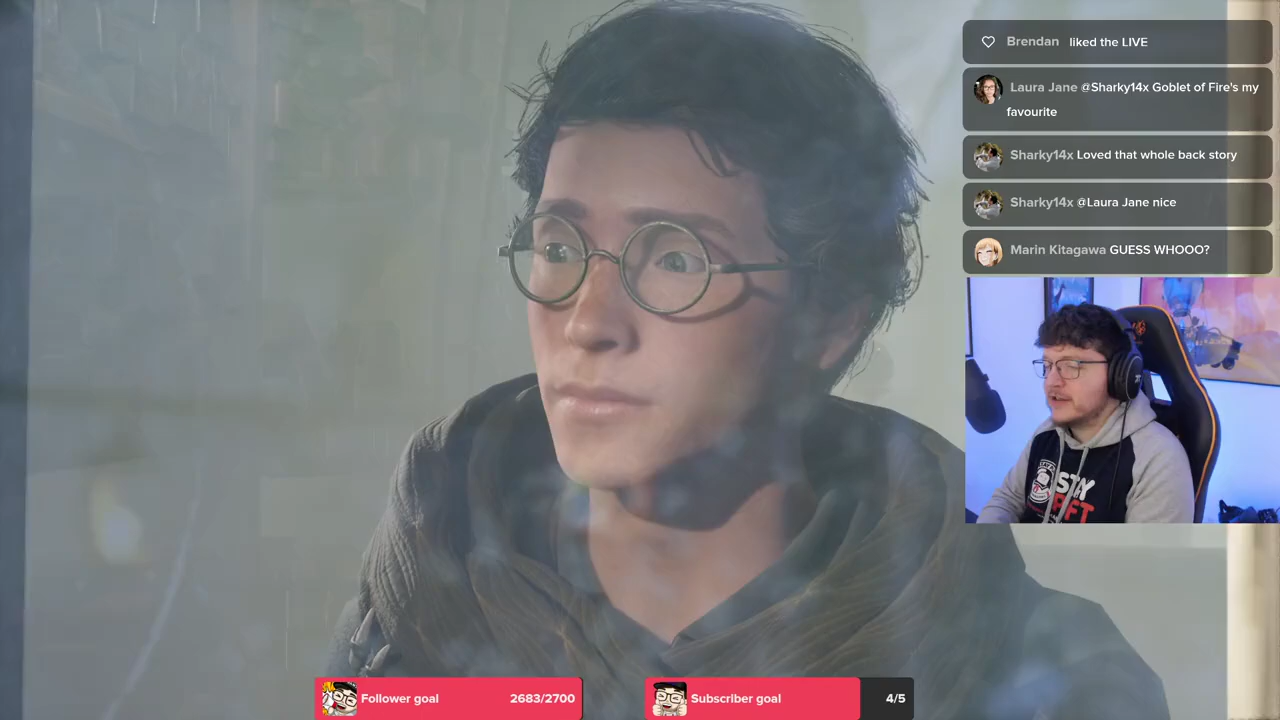 Brendan liked the LIVE
Laura Jane @Sharky14x Goblet of Fire's my
favourite
Sharky14x Loved that whole back story
Sharky14x @Laura Jane nice
Marin Kitagawa GUESS WHOOO?
STAY
Follower goal 2683/2700
Subscriber goal 4/5